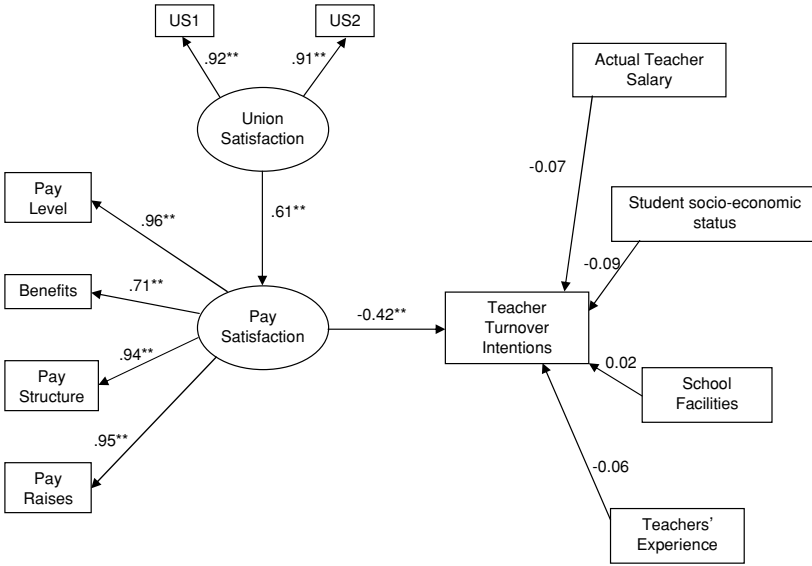 US1
US2
.92**
.91**
Union
Satisfaction
Actual Teacher
Salary
-0.07
Pay
Level
.96**
.61**
Student socio-economic
status
-0.09
Benefits
.71**
Pay
Satisfaction
-0.42**
Teacher
Turnover
Intentions
.94**
Pay
Structure
0.02
School
Facilities
.95**
-0.06
Pay
Raises
Teachers’
Experience